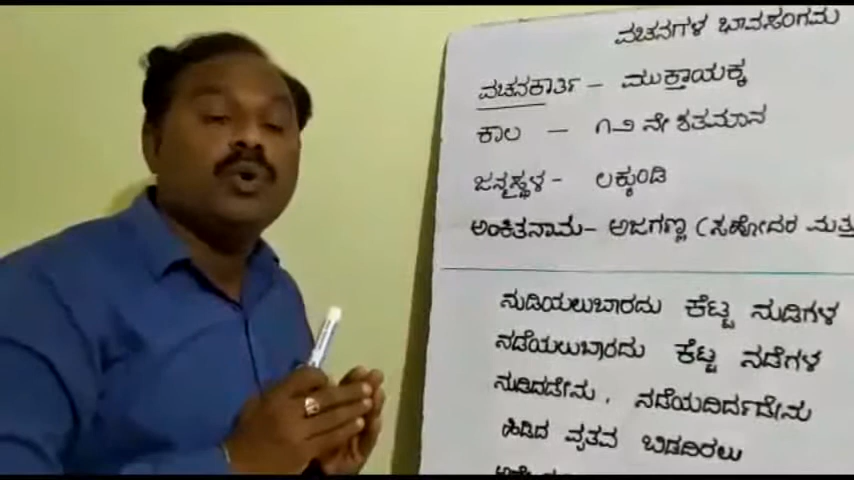 ವಚನಗಳ ಭಾವಸಂಗಮ
ವಚನಕಾರ್ತಿ - ಮುಕ್ತಾಯಕ್ಕ
ಕಾಲ - ೧೨ ನೇ ಶತಮಾನ
ಜನ್ಮಸ್ಥಳ - ಲಕ್ಕುಂಡಿ
ಅಂಕಿತನಾಮ - ಅಜಗಣ್ಣ (ಸಹೋದರ ಮತ್ತು
ನುಡಿಯಲುಬಾರದು ಕೆಟ್ಟ ನುಡಿಗಳ
ನಡೆಯಲುಬಾರದು ಕೆಟ್ಟ ನಡೆಗಳ
ನುಡಿದಡೇನು, ನಡೆಯದಿರ್ದಡೇನು
ಹಿಡಿದ ವ್ರತವ ಬಿಡದಿರಲು